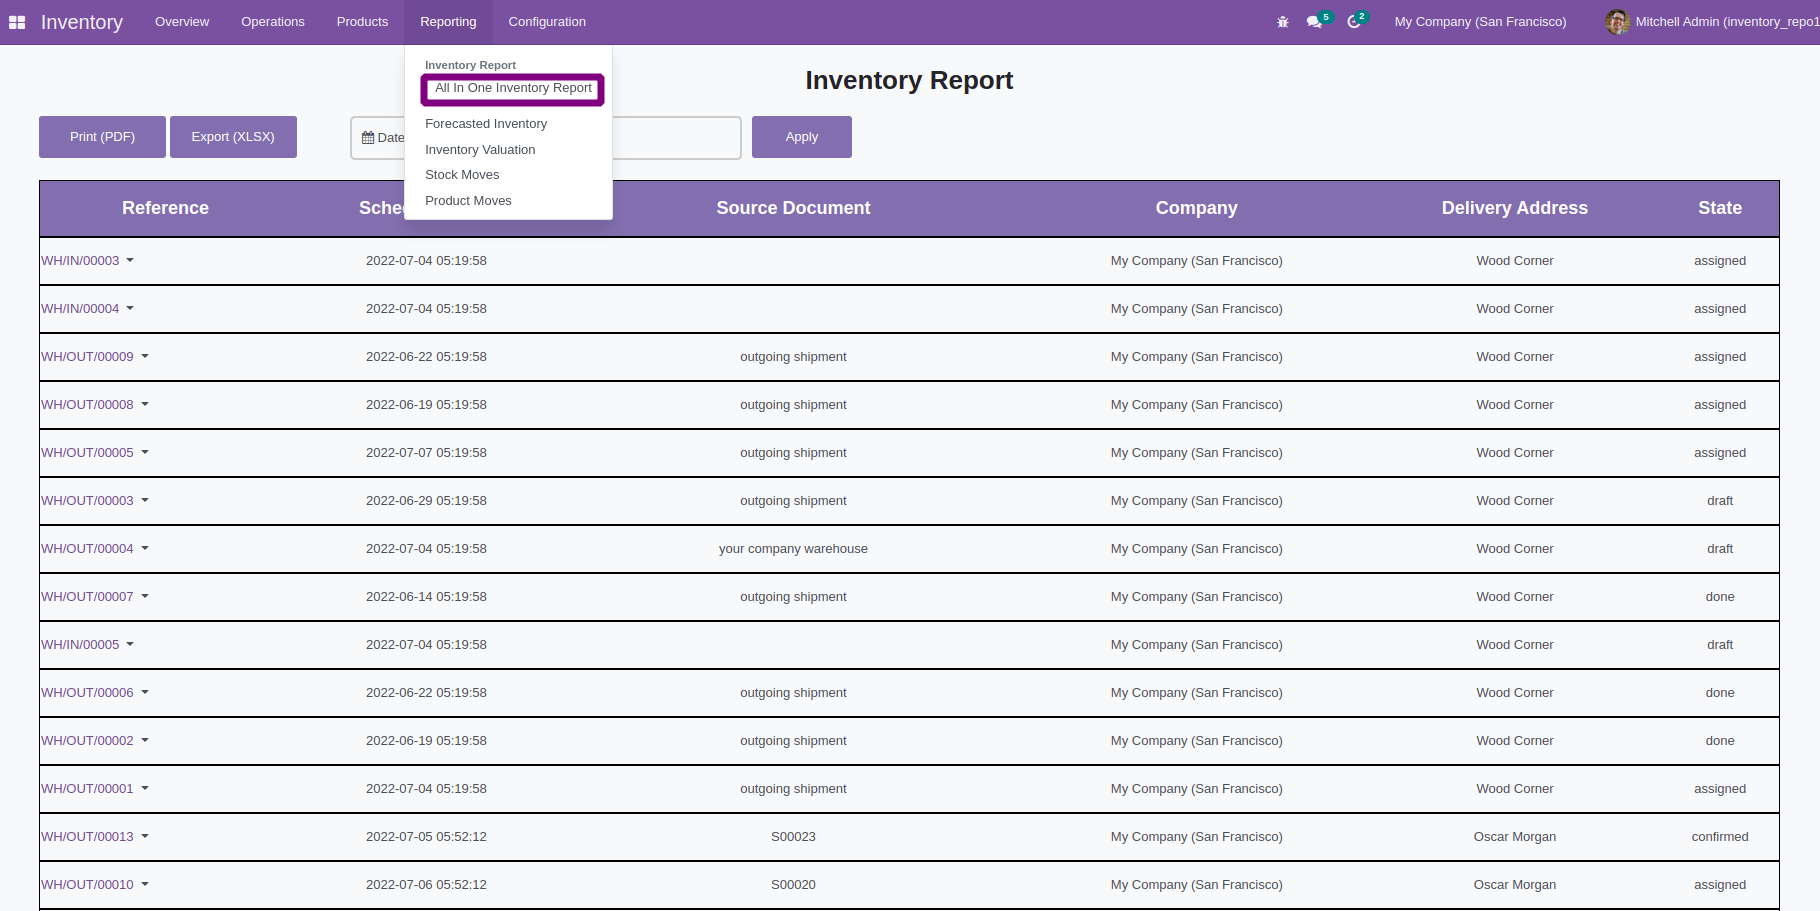 Inventory Overview Operations Products Reporting Configuration 5 2 My Company (San Francisco) Mitchell Admin (inventory_repo1
Inventory Report
All In One Inventory Report
Forecasted Inventory
Inventory Valuation
Stock Moves
Product Moves
Inventory Report
Print (PDF) Export (XLSX) Date Apply
Reference Sche Source Document Company Delivery Address State
WH/IN/00003 2022-07-04 05:19:58 My Company (San Francisco) Wood Corner assigned
WH/IN/00004 2022-07-04 05:19:58 My Company (San Francisco) Wood Corner assigned
WH/OUT/00009 2022-06-22 05:19:58 outgoing shipment My Company (San Francisco) Wood Corner assigned
WH/OUT/00008 2022-06-19 05:19:58 outgoing shipment My Company (San Francisco) Wood Corner assigned
WH/OUT/00005 2022-07-07 05:19:58 outgoing shipment My Company (San Francisco) Wood Corner assigned
WH/OUT/00003 2022-06-29 05:19:58 outgoing shipment My Company (San Francisco) Wood Corner draft
WH/OUT/00004 2022-07-04 05:19:58 your company warehouse My Company (San Francisco) Wood Corner draft
WH/OUT/00007 2022-06-14 05:19:58 outgoing shipment My Company (San Francisco) Wood Corner done
WH/IN/00005 2022-07-04 05:19:58 My Company (San Francisco) Wood Corner draft
WH/OUT/00006 2022-06-22 05:19:58 outgoing shipment My Company (San Francisco) Wood Corner done
WH/OUT/00002 2022-06-19 05:19:58 outgoing shipment My Company (San Francisco) Wood Corner done
WH/OUT/00001 2022-07-04 05:19:58 outgoing shipment My Company (San Francisco) Wood Corner assigned
WH/OUT/00013 2022-07-05 05:52:12 S00023 My Company (San Francisco) Oscar Morgan confirmed
WH/OUT/00010 2022-07-06 05:52:12 S00020 My Company (San Francisco) Oscar Morgan assigned